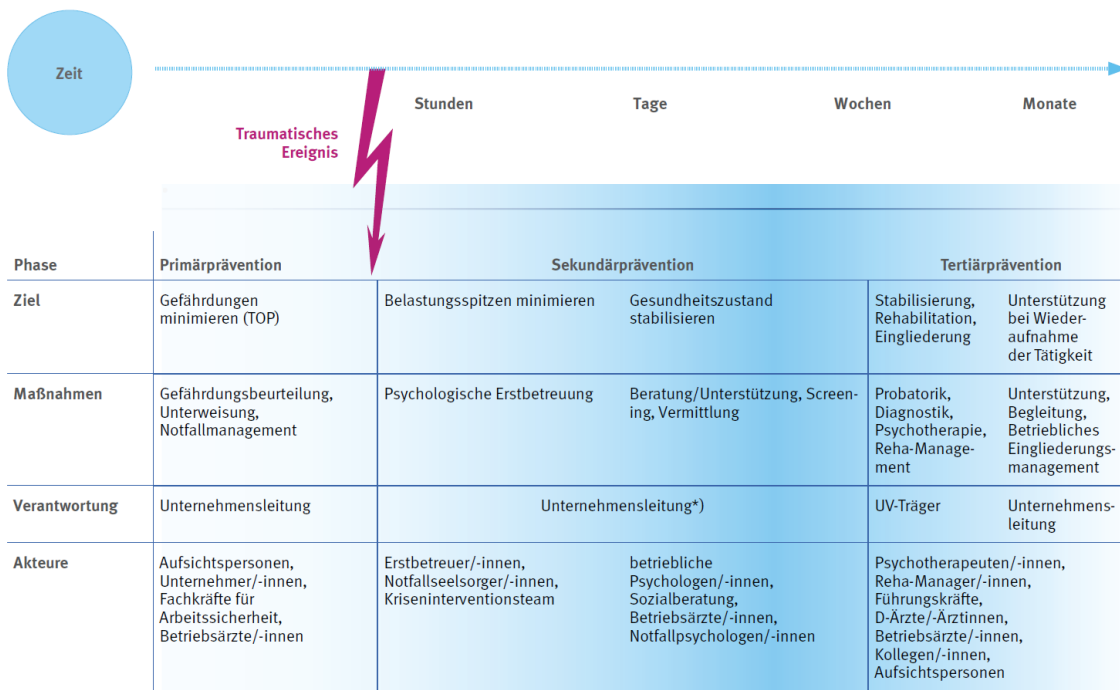 Zeit
Stunden
Tage
Wochen
Monate
Traumatisches
Ereignis
Phase
Primärprävention
Sekundärprävention
Tertiärprävention
Ziel
Gefährdungen
minimieren (TOP)
Belastungsspitzen minimieren
Gesundheitszustand
stabilisieren
Stabilisierung,
Rehabilitation,
Eingliederung
Unterstützung
bei Wieder-
aufnahme
der Tätigkeit
Maßnahmen
Gefährdungsbeurteilung,
Unterweisung,
Notfallmanagement
Psychologische Erstbetreuung
Beratung/Unterstützung, Screen-
ing, Vermittlung
Probatorik,
Diagnostik,
Psychotherapie,
Reha-Manage-
ment
Unterstützung,
Begleitung,
Betriebliches
Eingliederungs-
management
Verantwortung
Unternehmensleitung
Unternehmensleitung*)
UV-Träger
Unternehmens-
leitung
Akteure
Aufsichtspersonen,
Unternehmer/-innen,
Fachkräfte für
Arbeitssicherheit,
Betriebsärzte/-innen
Erstbetreuer/-innen,
Notfallseelsorger/-innen,
Kriseninterventionsteam
betriebliche
Psychologen/-innen,
Sozialberatung,
Betriebsärzte/-innen,
Notfallpsychologen/-innen
Psychotherapeuten/-innen,
Reha-Manager/-innen,
Führungskräfte,
D-Ärzte/-Ärztinnen,
Betriebsärzte/-innen,
Kollegen/-innen,
Aufsichtspersonen